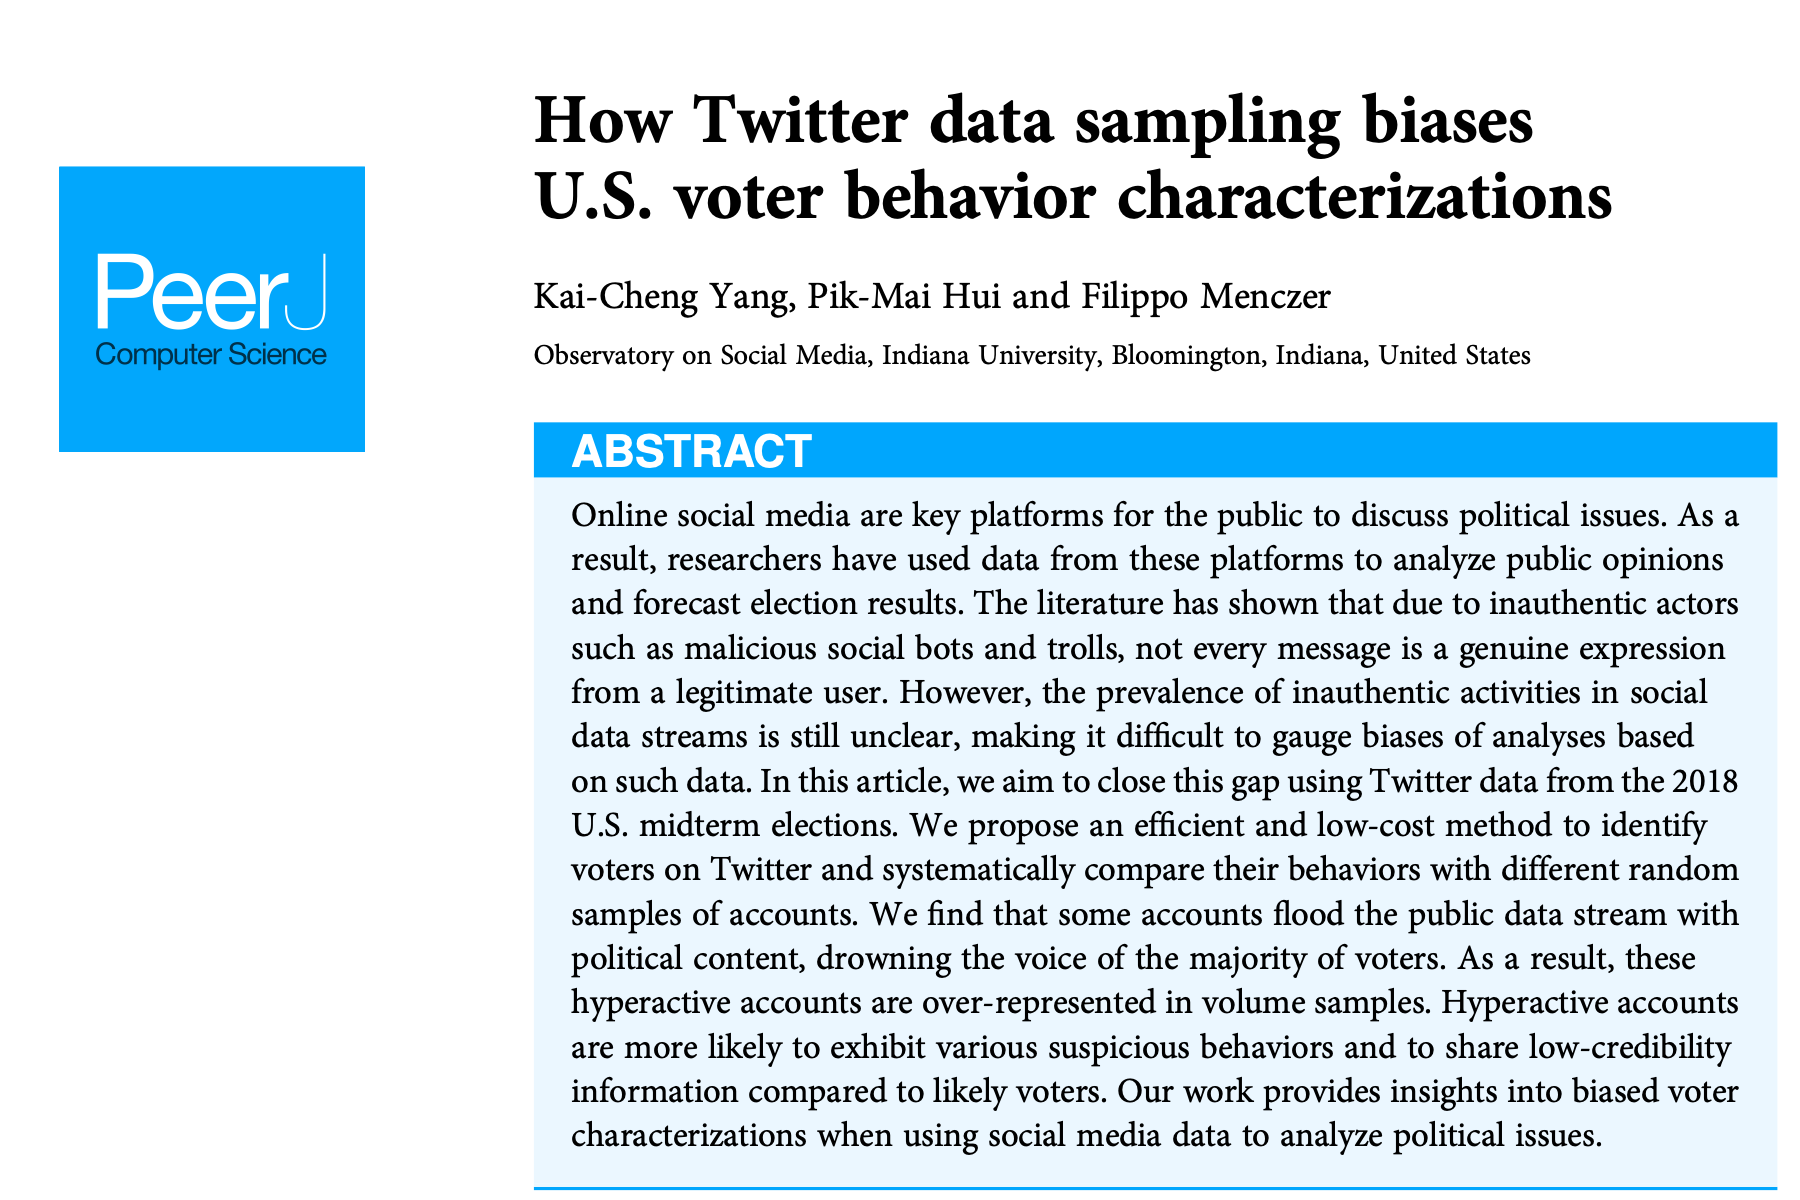 How Twitter data sampling biases
U.S. voter behavior characterizations
PeerJ
Computer Science
Kai-Cheng Yang, Pik-Mai Hui and Filippo Menczer
Observatory on Social Media, Indiana University, Bloomington, Indiana, United States
ABSTRACT
Online social media are key platforms for the public to discuss political issues. As a
result, researchers have used data from these platforms to analyze public opinions
and forecast election results. The literature has shown that due to inauthentic actors
such as malicious social bots and trolls, not every message is a genuine expression
from a legitimate user. However, the prevalence of inauthentic activities in social
data streams is still unclear, making it difficult to gauge biases of analyses based
on such data. In this article, we aim to close this gap using Twitter data from the 2018
U.S. midterm elections. We propose an efficient and low-cost method to identify
voters on Twitter and systematically compare their behaviors with different random
samples of accounts. We find that some accounts flood the public data stream with
political content, drowning the voice of the majority of voters. As a result, these
hyperactive accounts are over-represented in volume samples. Hyperactive accounts
are more likely to exhibit various suspicious behaviors and to share low-credibility
information compared to likely voters. Our work provides insights into biased voter
characterizations when using social media data to analyze political issues.